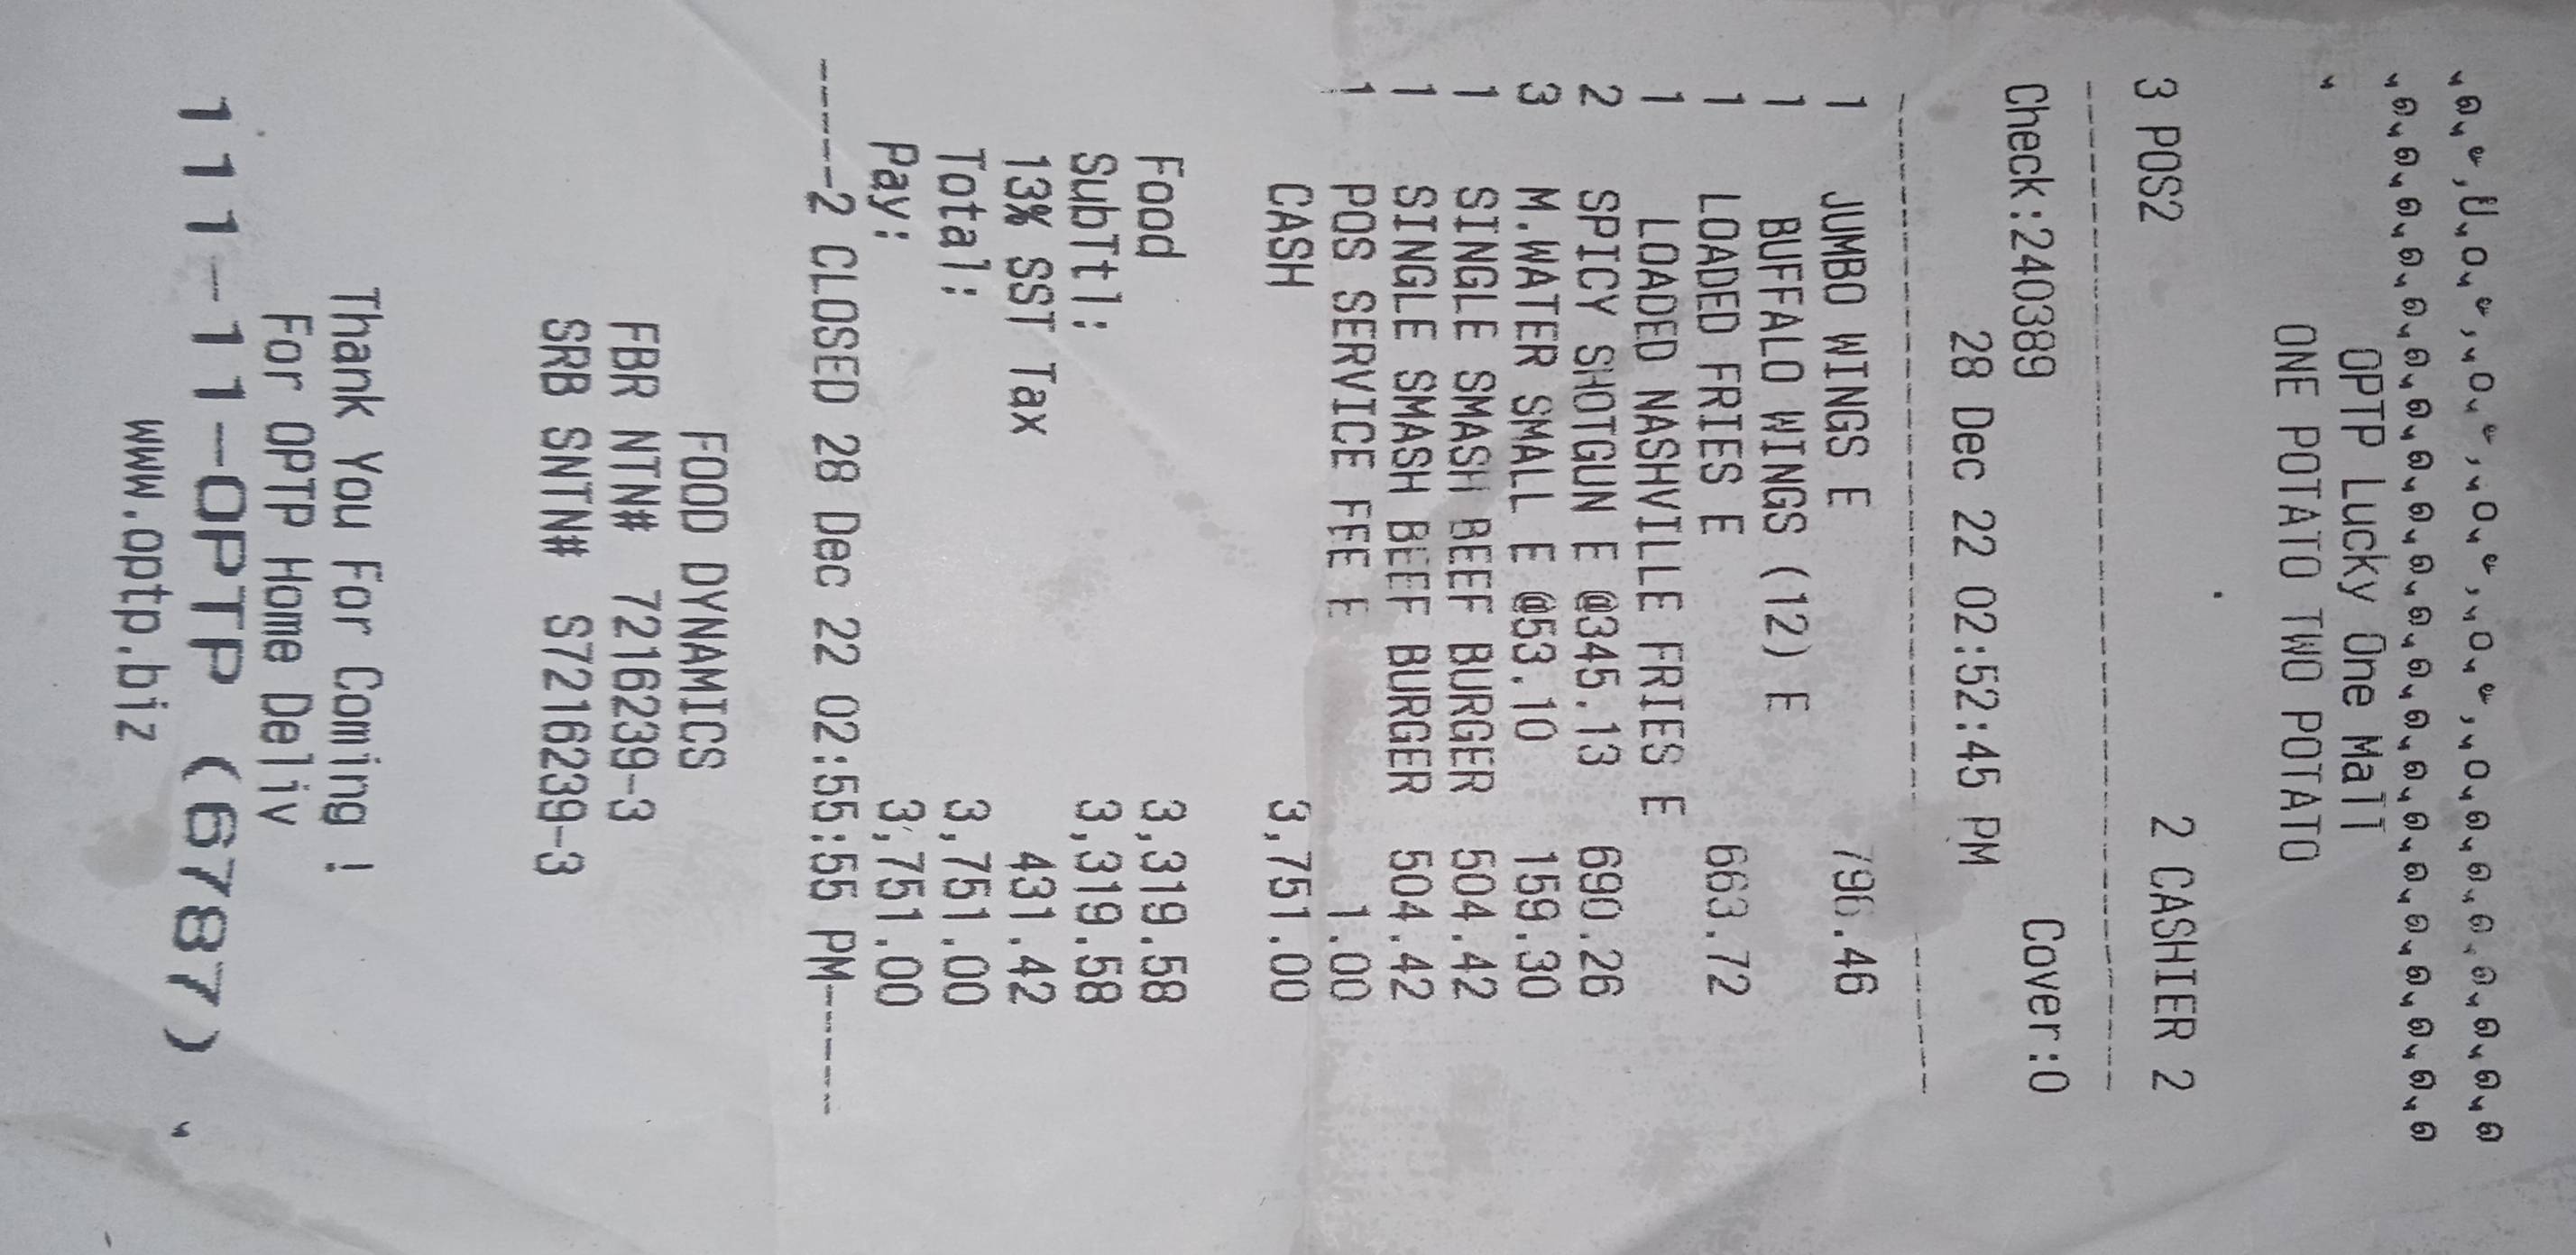 OPTP Lucky One Mall
ONE POTATO TWO POTATO
3 POS2 2 CASHIER 2
Check:240389 Cover:0
28 Dec 22 02:52:45 PM
1 JUMBO WINGS E 796.46
1 BUFFALO WINGS (12) E
1 LOADED FRIES E 663.72
1 LOADED NASHVILLE FRIES E
2 SPICY SHOTGUN E @345.13 690.26
3 M.WATER SMALL E @53.10 159.30
1 SINGLE SMASH BEEF BURGER 504.42
1 SINGLE SMASH BEEF BURGER 504.42
1 POS SERVICE FEE E 1.00
CASH 3,751.00
Food 3,319.58
SubTtl: 3,319.58
13% SST Tax 431.42
Total: 3,751.00
Pay: 3,751.00
------2 CLOSED 28 Dec 22 02:55:55 PM------
FOOD DYNAMICS
FBR NTN# 7216239-3
SRB SNTN# S7216239-3
Thank You For Coming !
For OPTP Home Deliv
111-11-OPTP (6787)
www.optp.biz